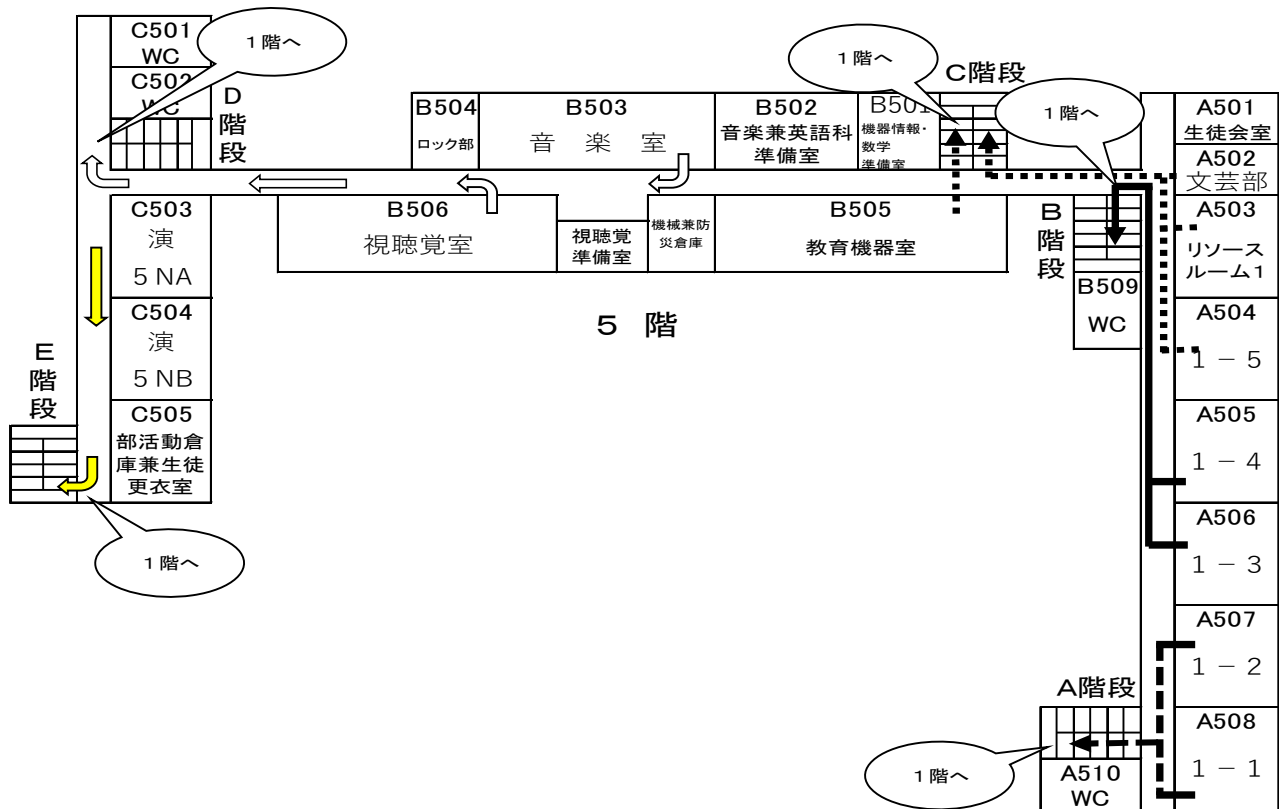 C501
WC
C502
WC
D
階
段
1階へ
B504
ロック部
B503
音 楽 室
B502
音楽兼英語科
準備室
B501
機器情報・
数学
準備室
1階へ
C階段
1階へ
A501
生徒会室
A502
文芸部
C503
演
5 NA
B506
視聴覚室
視聴覚
準備室
機械兼防
災倉庫
B505
教育機器室
B
階
段
B509
WC
A503
リソース
ルーム1
C504
演
5 NB
5 階
A504
1 － 5
E
階
段
C505
部活動倉
庫兼生徒
更衣室
1階へ
A505
1 － 4
A506
1 － 3
A507
1 － 2
A階段
1階へ
A510
WC
A508
1 － 1